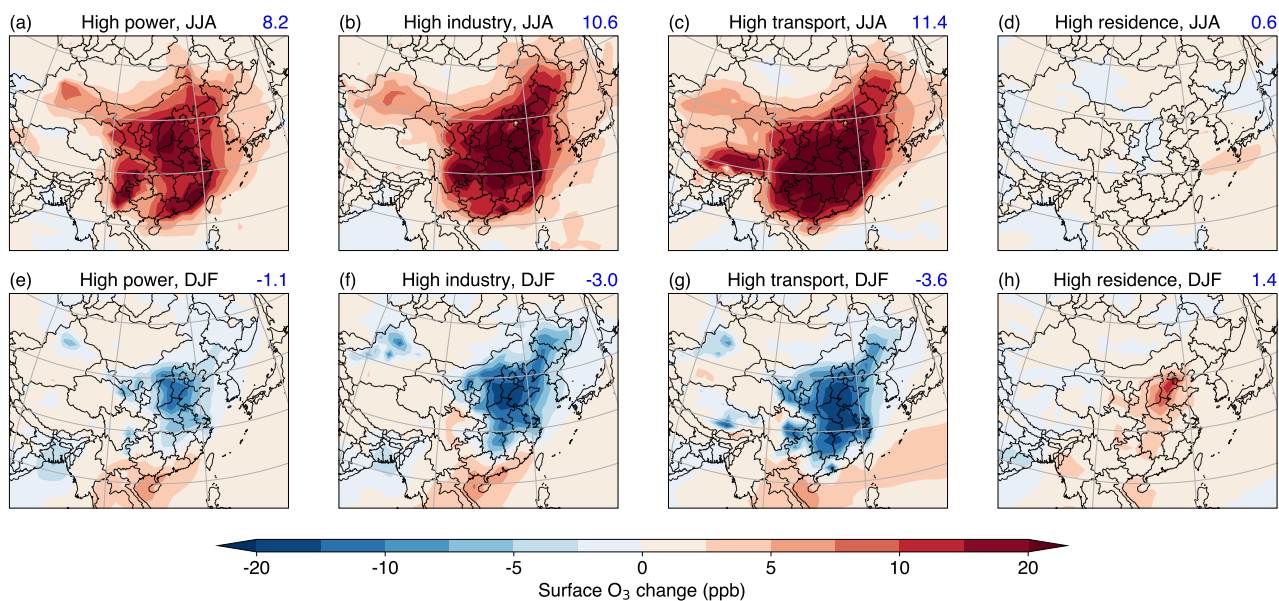 (a) High power, JJA 8.2
(b) High industry, JJA 10.6
(c) High transport, JJA 11.4
(d) High residence, JJA 0.6
(e) High power, DJF -1.1
(f) High industry, DJF -3.0
(g) High transport, DJF -3.6
(h) High residence, DJF 1.4
-20 -10 -5 0 5 10 20
Surface O₃ change (ppb)